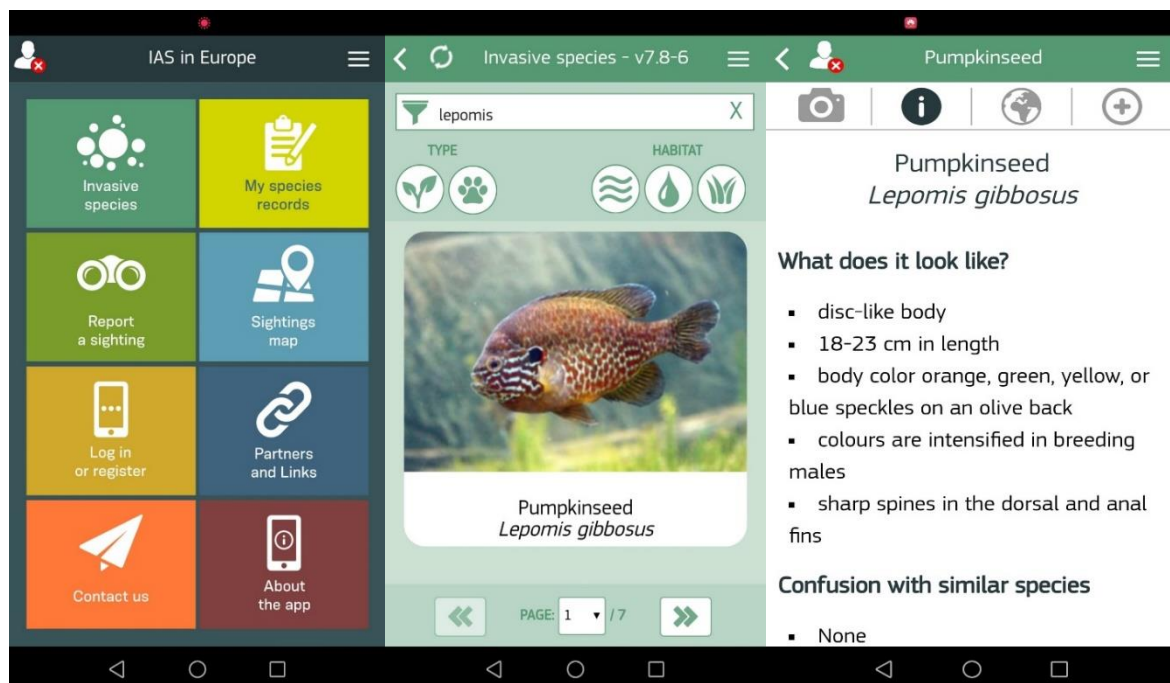 IAS in Europe
Invasive
species
My species
records
Report
a sighting
Sightings
map
Log in
or register
Partners
and Links
Contact us
About
the app
Invasive species - v7.8-6
lepomis
X
TYPE
HABITAT
Pumpkinseed
Lepomis gibbosus
PAGE: 1 / 7
Pumpkinseed
Pumpkinseed
Lepomis gibbosus
What does it look like?
▪ disc-like body
▪ 18-23 cm in length
▪ body color orange, green, yellow, or
blue speckles on an olive back
▪ colours are intensified in breeding
males
▪ sharp spines in the dorsal and anal
fins
Confusion with similar species
▪ None